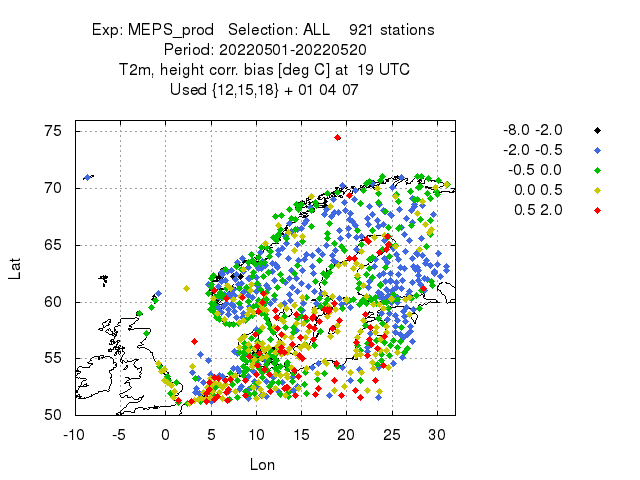 Exp: MEPS_prod   Selection: ALL    921 stations
Period: 20220501-20220520
T2m, height corr. bias [deg C] at  19 UTC
Used {12,15,18} + 01 04 07
-8.0 -2.0
-2.0 -0.5
-0.5 0.0
0.0 0.5
0.5 2.0
75
70
65
60
55
50
Lat
-10 -5 0 5 10 15 20 25 30
Lon